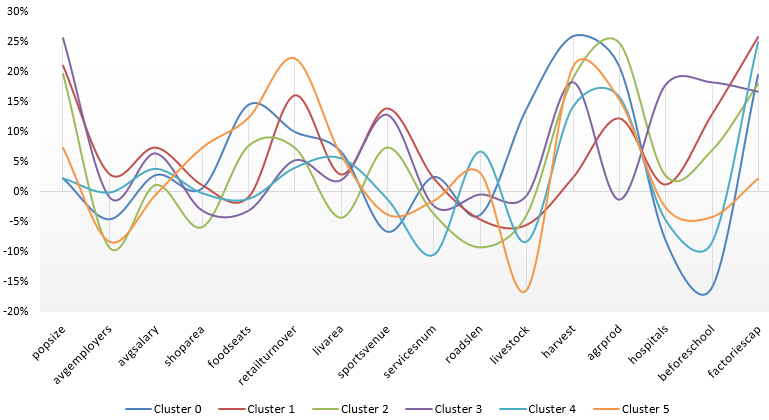 30%
25%
20%
15%
10%
5%
0%
-5%
-10%
-15%
-20%
popsize
avgemployers
avgsalary
shoparea
foodseats
retailturnover
livarea
sportsvenue
servicesnum
roadslen
livestock
harvest
agrprod
hospitals
beforeschool
factoriescap
Cluster 0 Cluster 1 Cluster 2 Cluster 3 Cluster 4 Cluster 5